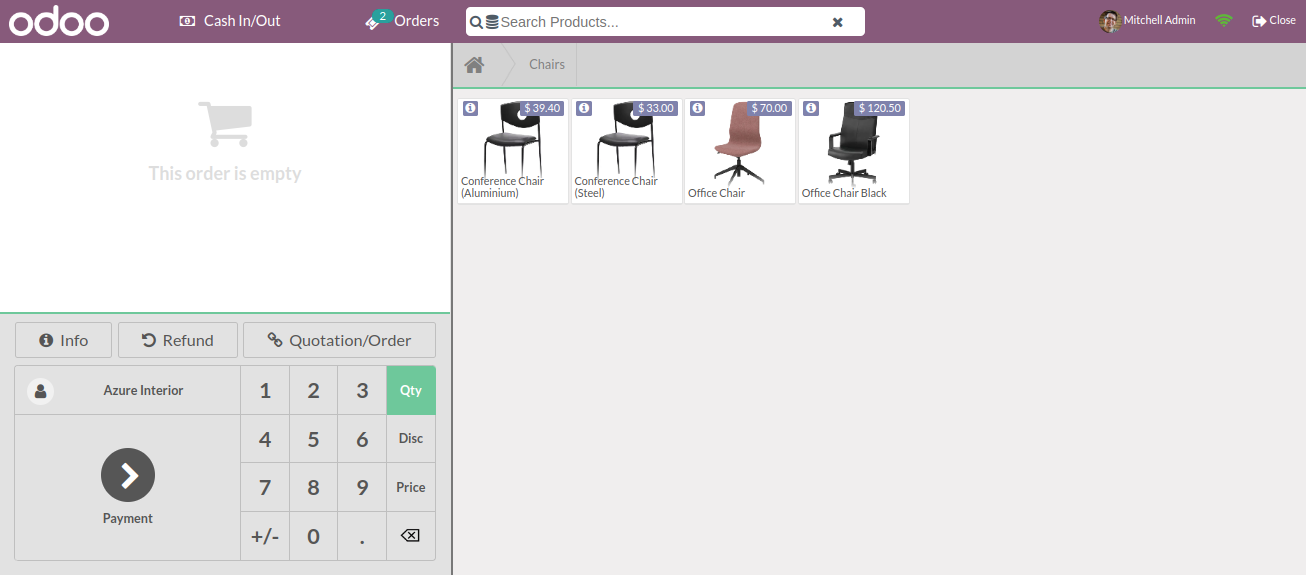 odoo
Cash In/Out
2
Orders
Search Products...
Mitchell Admin
Close
This order is empty
Chairs
$ 39.40
Conference Chair
(Aluminium)
$ 33.00
Conference Chair
(Steel)
$ 70.00
Office Chair
$ 120.50
Office Chair Black
Info
Refund
Quotation/Order
Azure Interior
1 2 3 Qty
4 5 6 Disc
7 8 9 Price
+/- 0 .
Payment